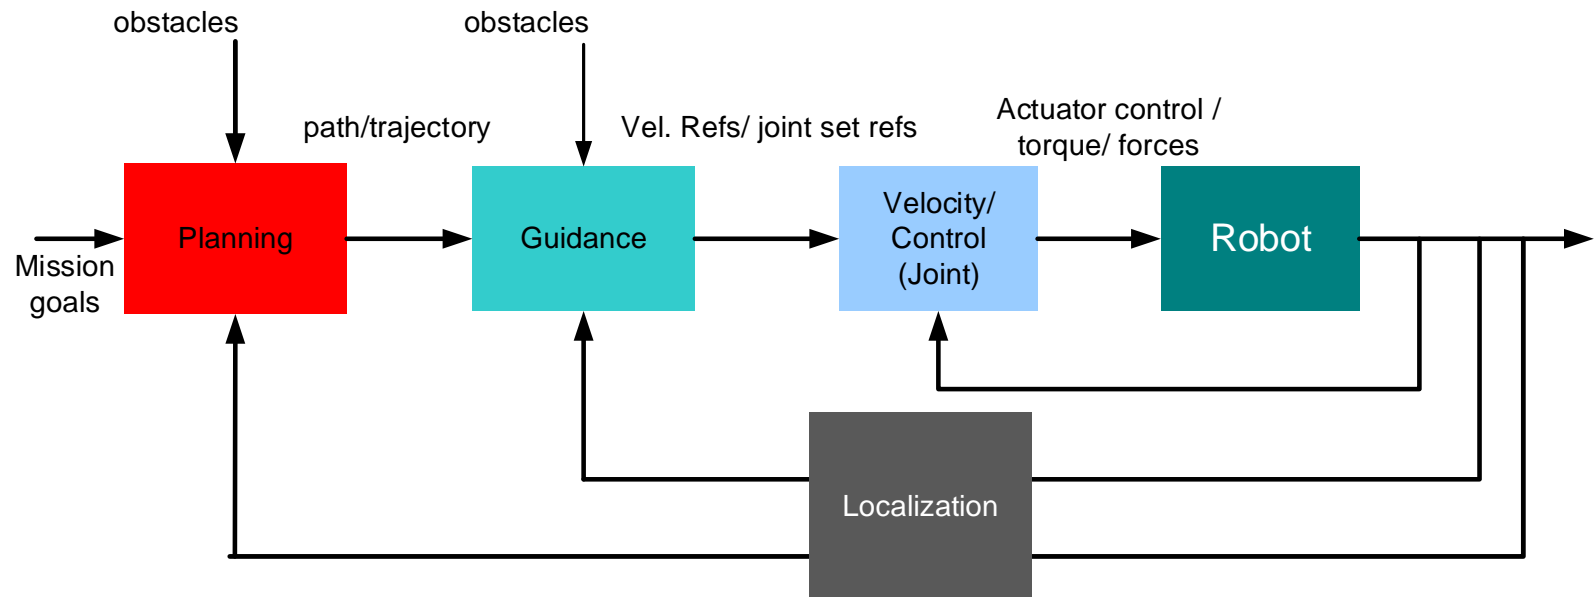 obstacles
obstacles
path/trajectory
Vel. Refs/ joint set refs
Actuator control /
torque/ forces
Mission
goals
Planning
Guidance
Velocity/
Control
(Joint)
Robot
Localization